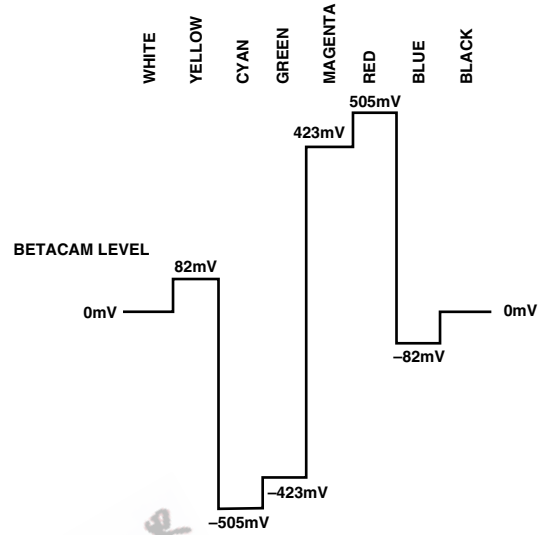 WHITE
YELLOW
CYAN
GREEN
MAGENTA
RED
BLUE
BLACK
505mV
423mV
BETACAM LEVEL
82mV
0mV
0mV
–82mV
–423mV
–505mV